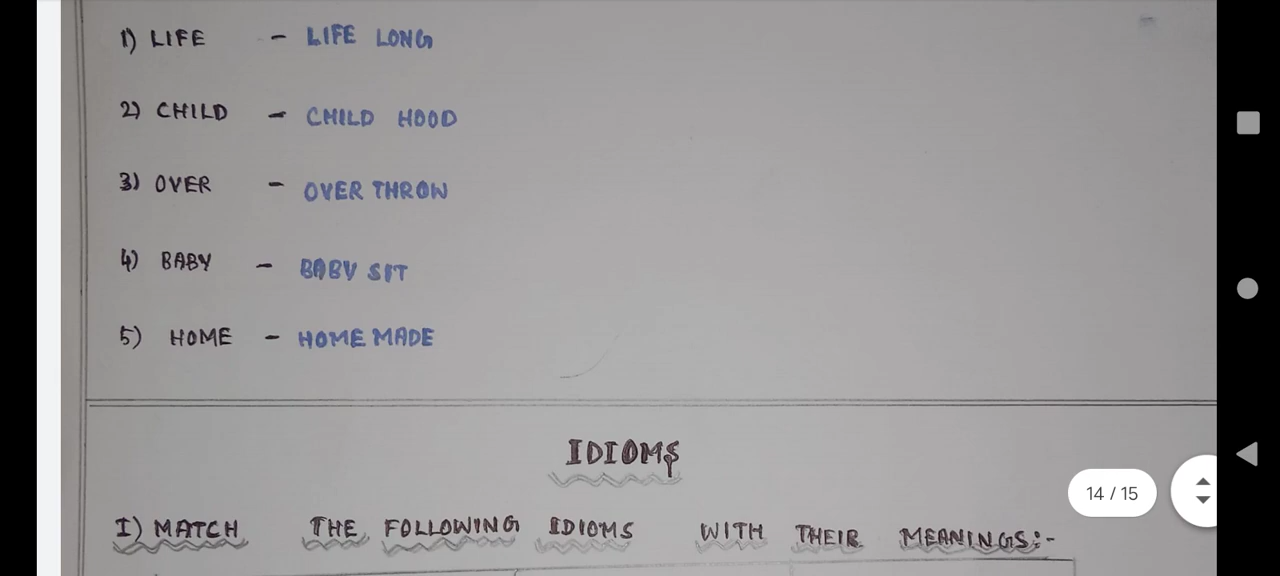 1) LIFE - LIFE LONG
2) CHILD - CHILD HOOD
3) OVER - OVER THROW
4) BABY - BABY SIT
5) HOME - HOME MADE
IDIOMS
I) MATCH THE FOLLOWING IDIOMS WITH THEIR MEANINGS:-
14 / 15